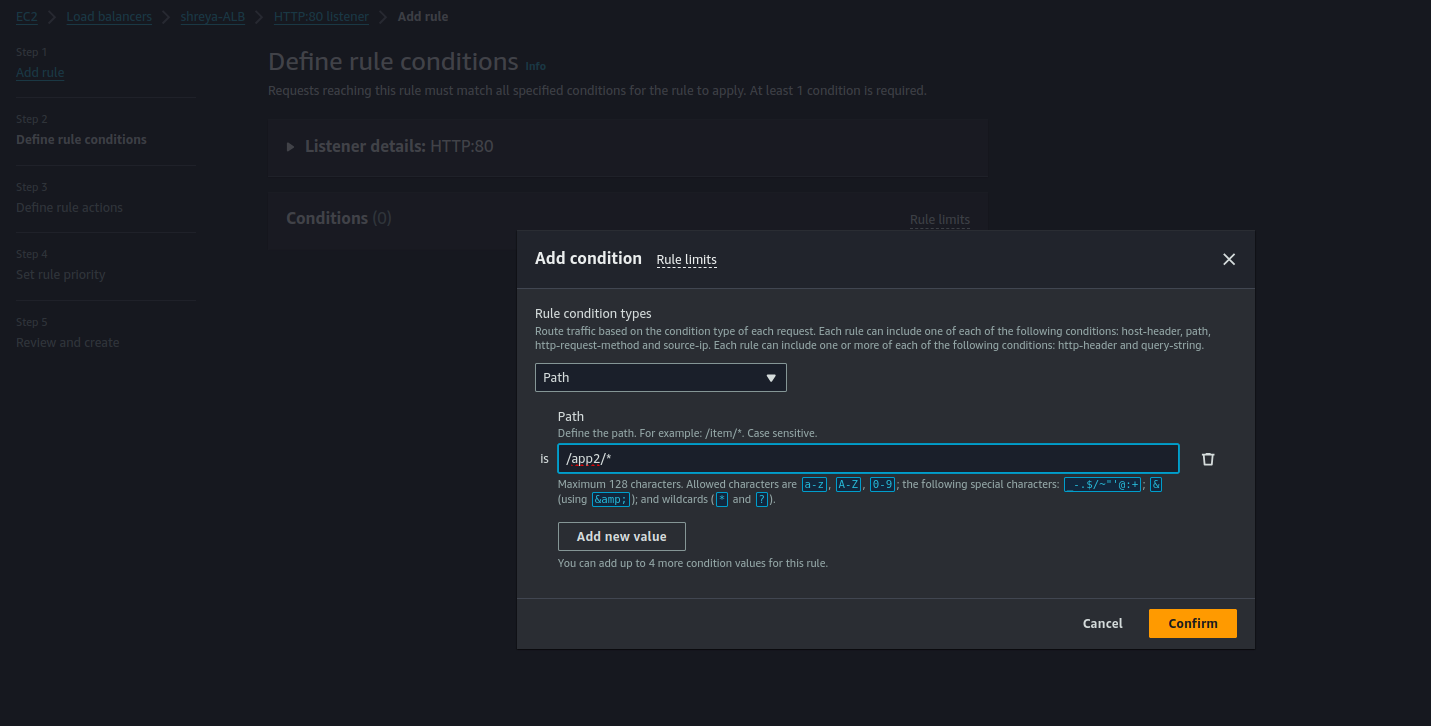 EC2 > Load balancers > shreya-ALB > HTTP:80 listener > Add rule
Step 1
Add rule
Step 2
Define rule conditions
Step 3
Define rule actions
Step 4
Set rule priority
Step 5
Review and create
Define rule conditions Info
Requests reaching this rule must match all specified conditions for the rule to apply. At least 1 condition is required.
Listener details: HTTP:80
Conditions (0)
Rule limits
Add condition Rule limits
Rule condition types
Route traffic based on the condition type of each request. Each rule can include one of each of the following conditions: host-header, path,
http-request-method and source-ip. Each rule can include one or more of each of the following conditions: http-header and query-string.
Path
Path
Define the path. For example: /item/*. Case sensitive.
is /app2/*
Maximum 128 characters. Allowed characters are a-z, A-Z, 0-9; the following special characters: _-.$/~"'@:+; &
(using &amp;); and wildcards (* and ?).
Add new value
You can add up to 4 more condition values for this rule.
Cancel Confirm